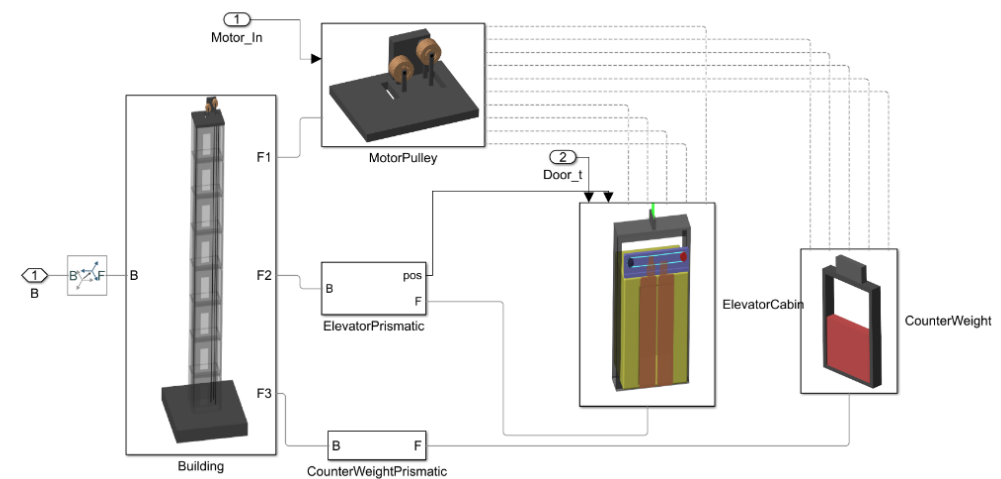 1
Motor_In
MotorPulley
F1
2
Door_t
1
B
B
F
B
F2
pos
B
F
ElevatorPrismatic
ElevatorCabin
CounterWeight
F3
B
F
CounterWeightPrismatic
Building